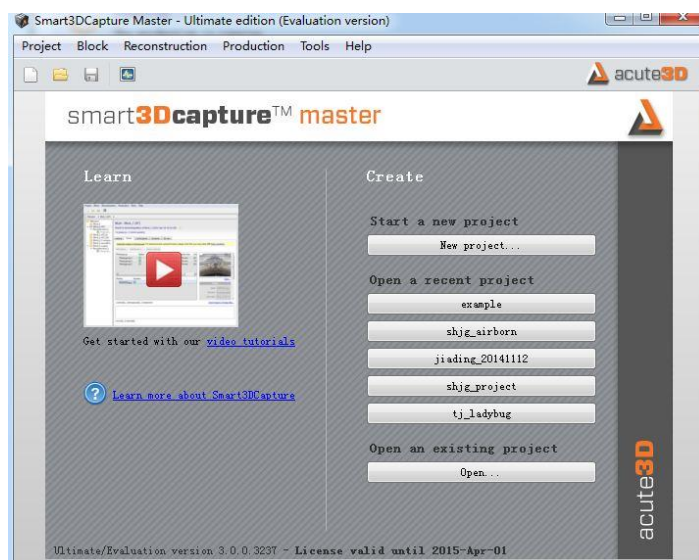 Smart3DCapture Master - Ultimate edition (Evaluation version)
Project Block Reconstruction Production Tools Help
acute3D
smart3Dcapture™ master
Learn
Get started with our video tutorials
Learn more about Smart3DCapture
Create
Start a new project
New project...
Open a recent project
example
shjg_airborn
jiading_20141112
shjg_project
tj_ladybug
Open an existing project
Open...
acute3D
Ultimate/Evaluation version 3.0.0.3237 - License valid until 2015-Apr-01